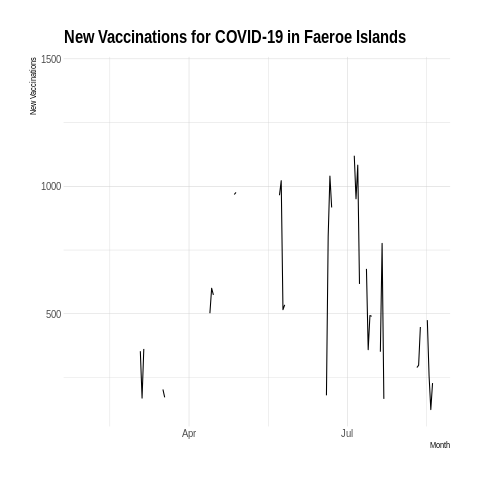 New Vaccinations for COVID-19 in Faeroe Islands
New Vaccinations
1500
1000
500
Apr
Jul
Month